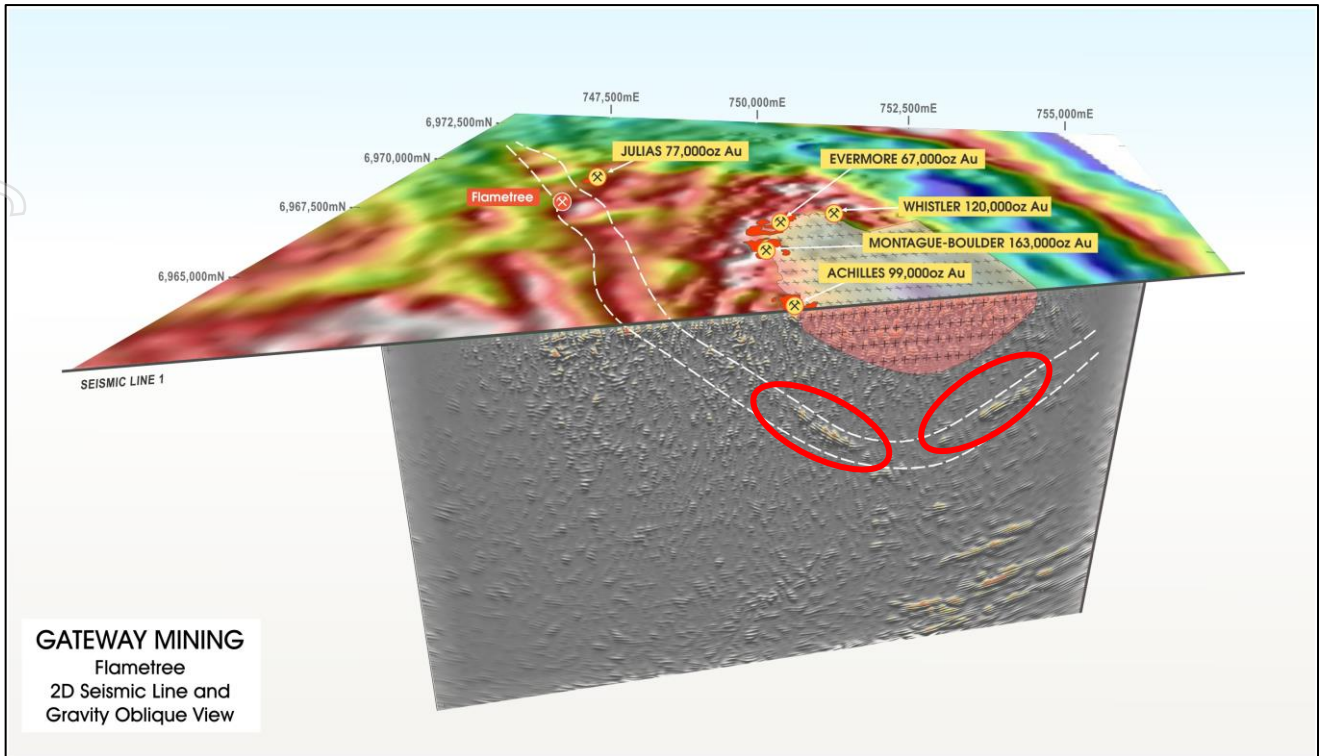 747,500mE
750,000mE
752,500mE
755,000mE
6,972,500mN
6,970,000mN
6,967,500mN
6,965,000mN
JULIAS 77,000oz Au
EVERMORE 67,000oz Au
Flametree
WHISTLER 120,000oz Au
MONTAGUE-BOULDER 163,000oz Au
ACHILLES 99,000oz Au
SEISMIC LINE 1
GATEWAY MINING
Flametree
2D Seismic Line and
Gravity Oblique View